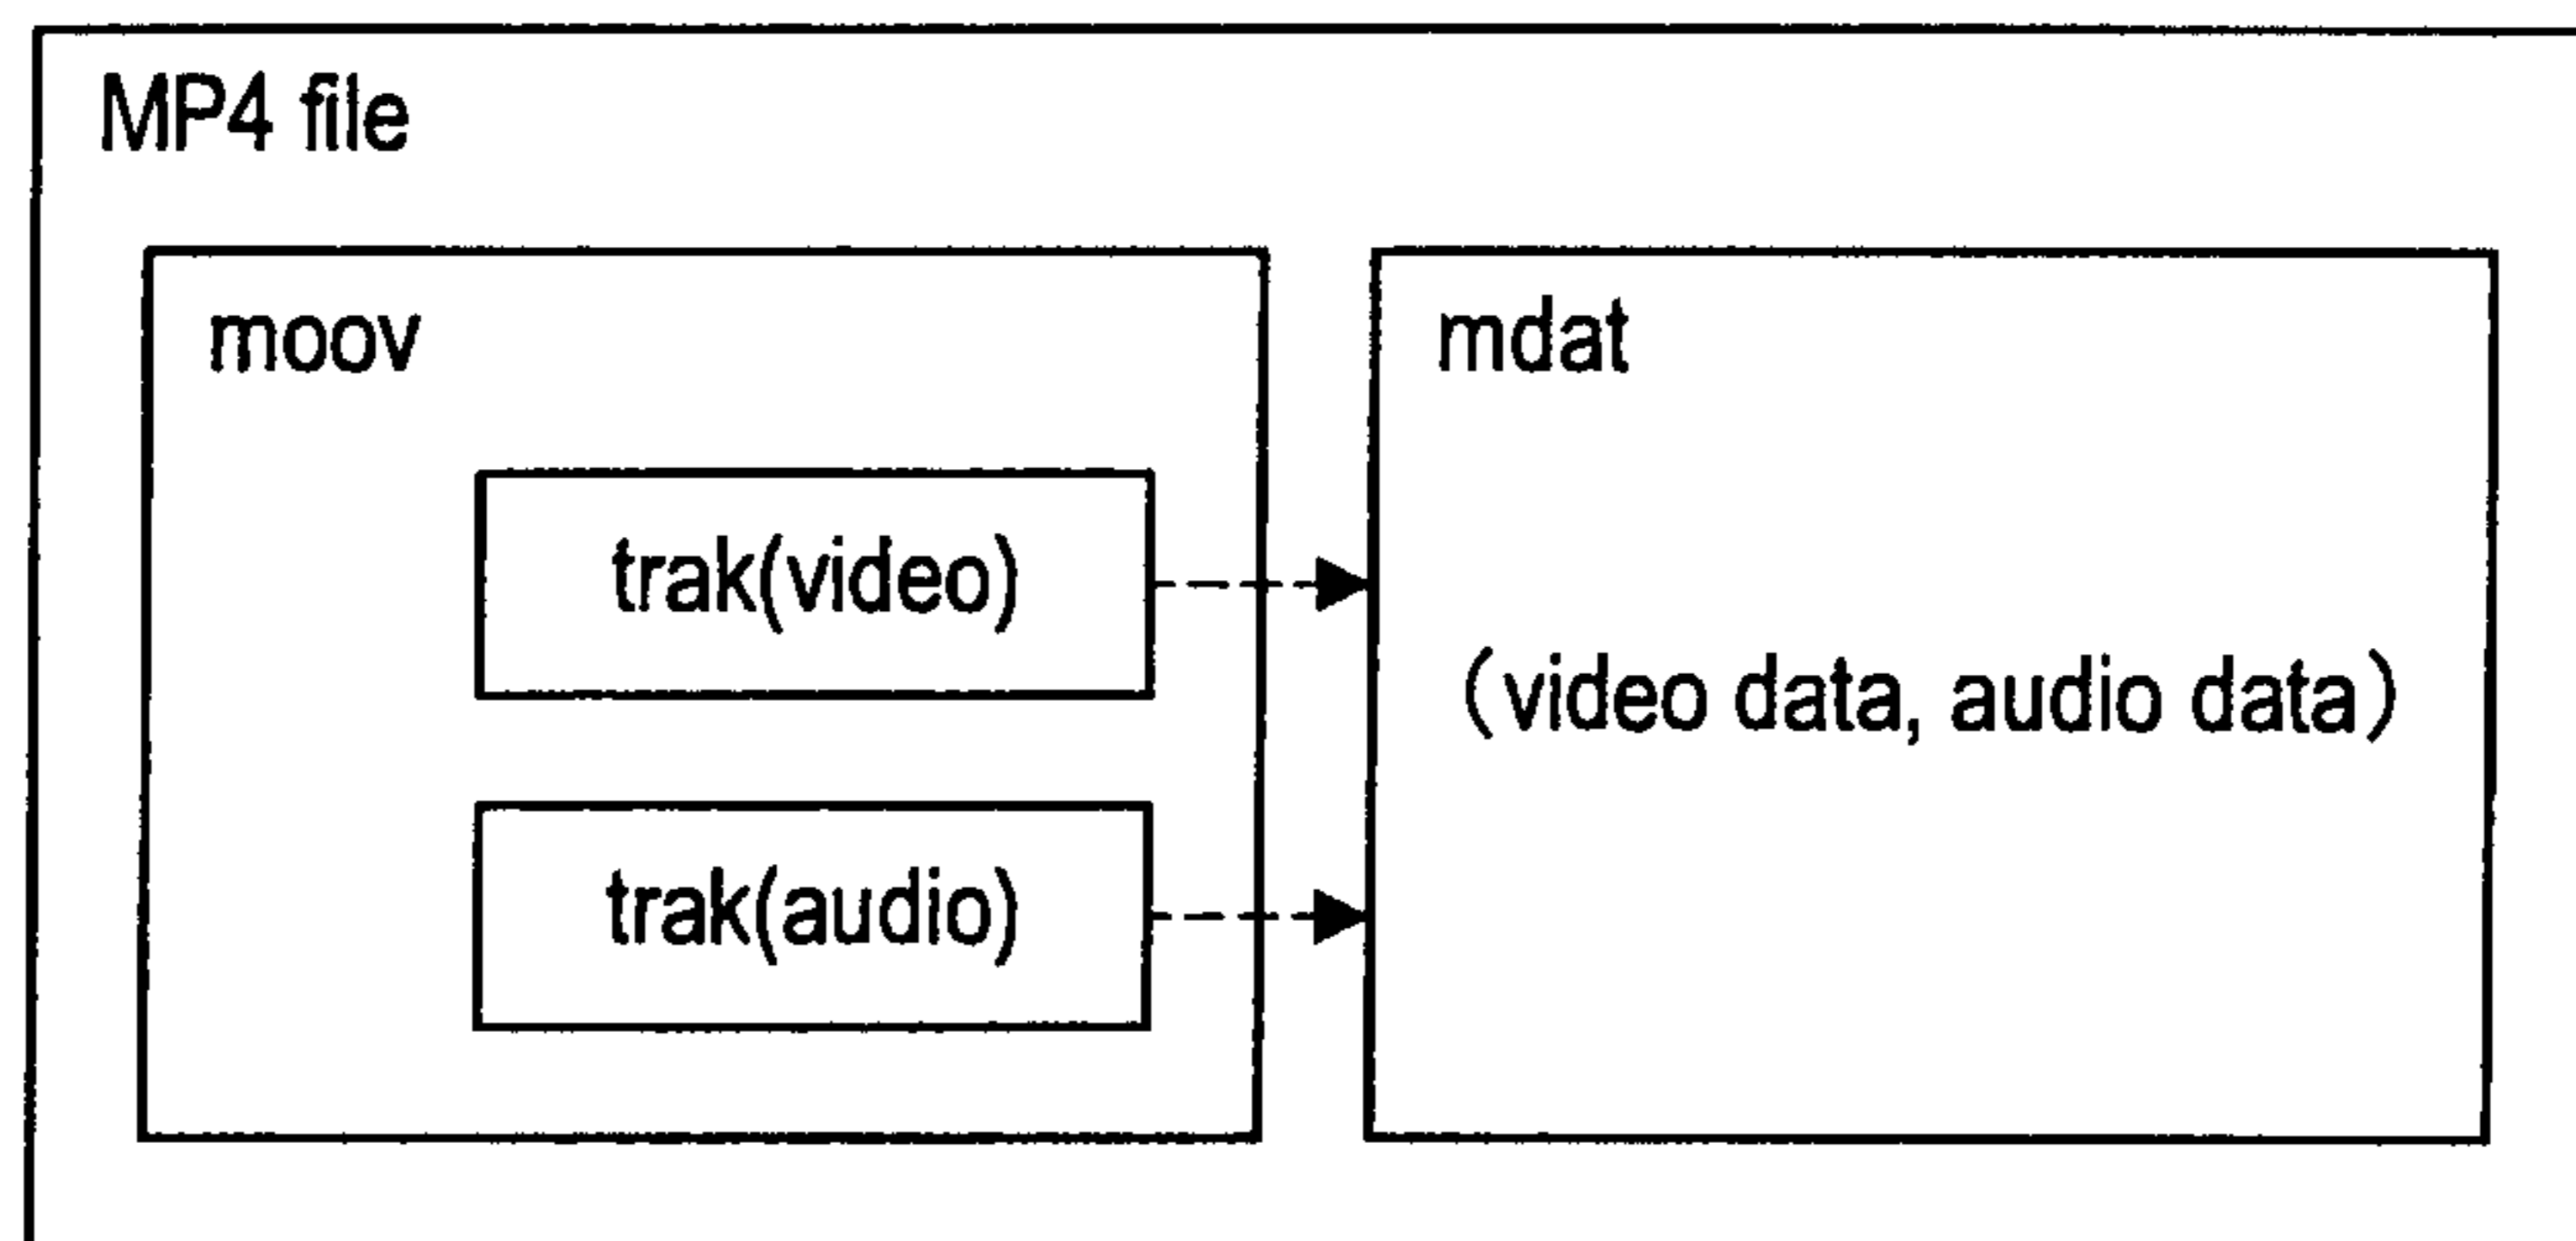 MP4 file
moov
mdat
trak(video)
(video data, audio data)
trak(audio)